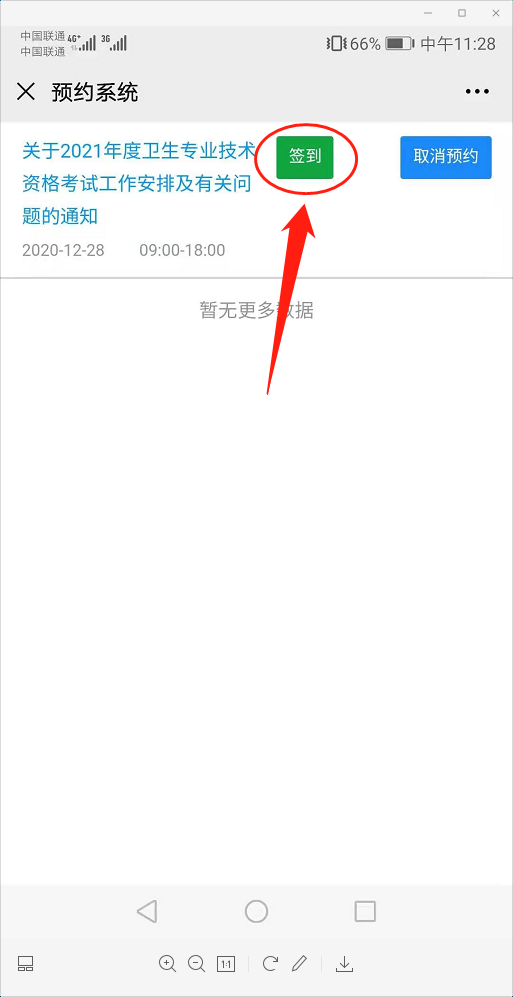 中国联通 4G+ 3G
中国联通
66% 中午11:28
预约系统
关于2021年度卫生专业技术
资格考试工作安排及有关问
题的通知
签到
取消预约
2020-12-28 09:00-18:00
暂无更多数据
1:1